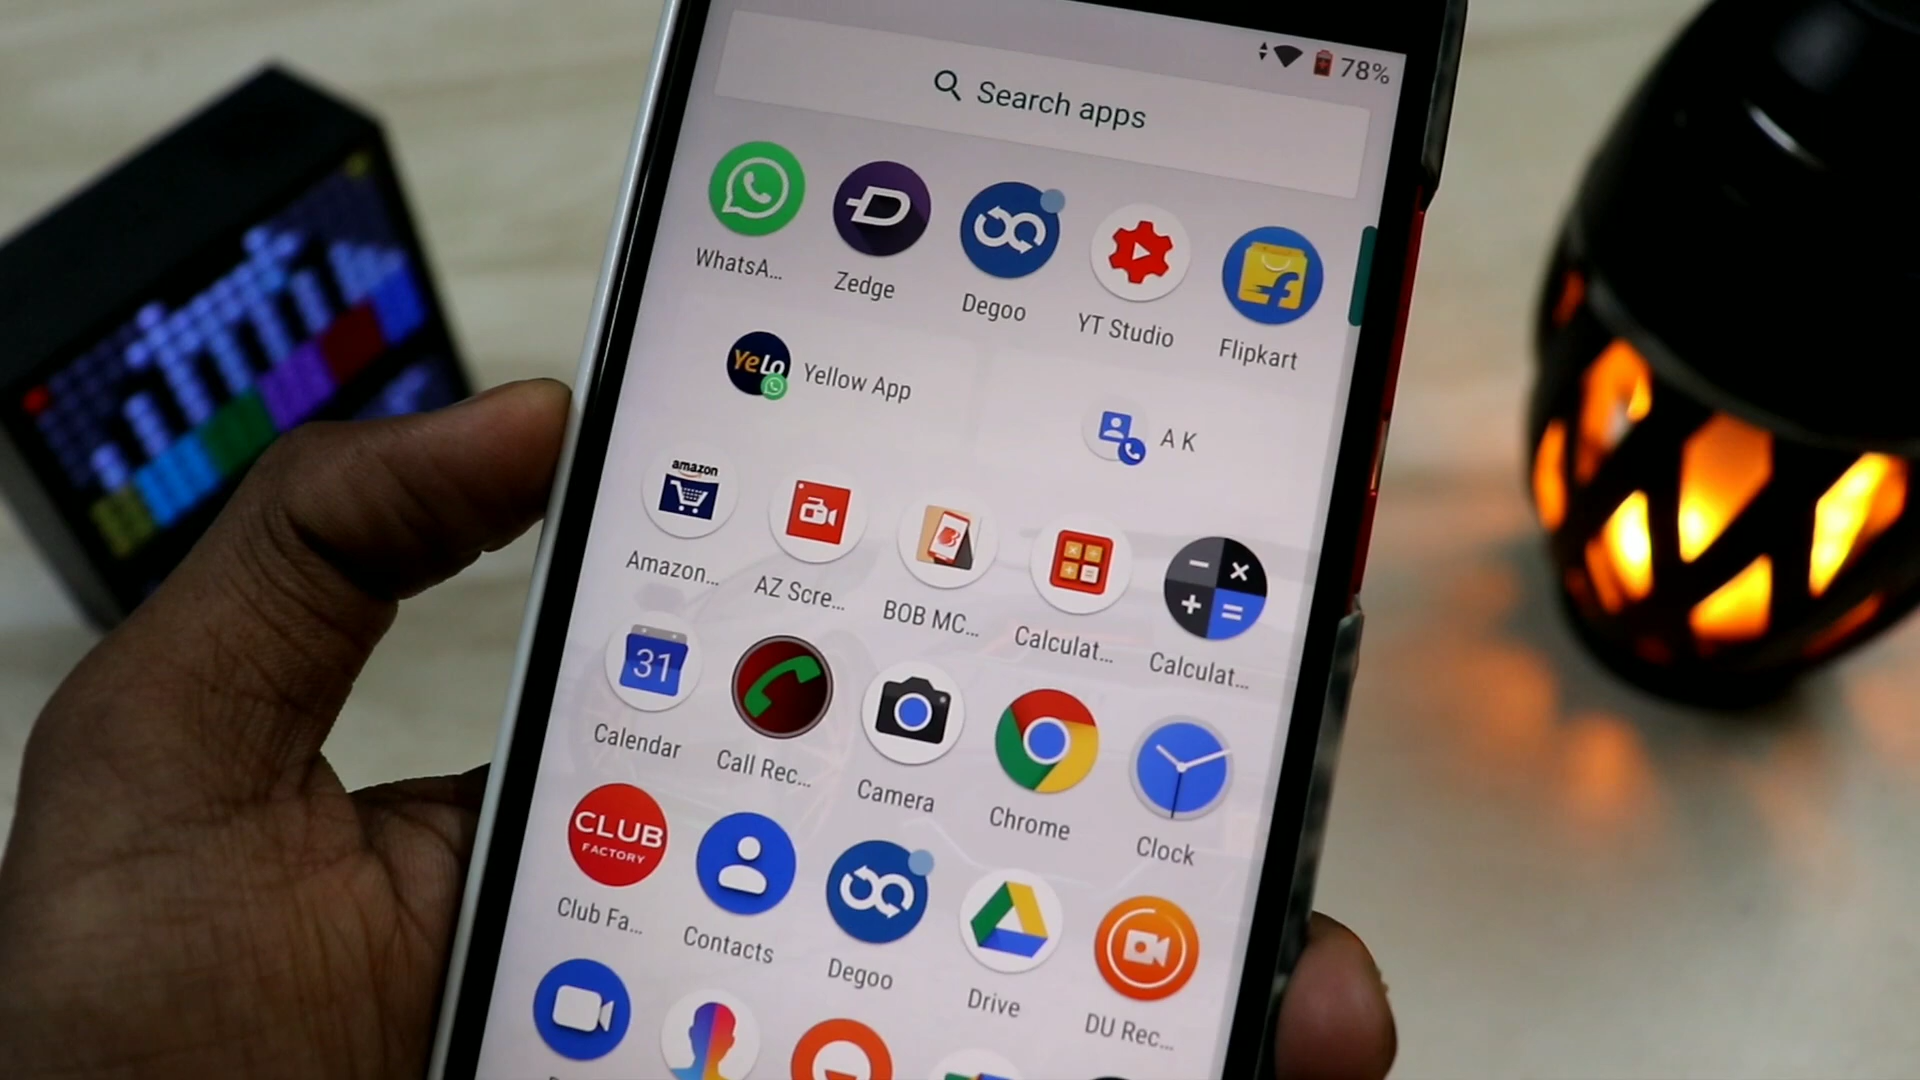 78%
Search apps
WhatsA...
Zedge
Degoo
YT Studio
Flipkart
YeLo
Yellow App
A K
amazon
Amazon...
AZ Scre...
BOB MC...
Calculat...
Calculat...
31
Calendar
Call Rec...
Camera
Chrome
Clock
CLUB
FACTORY
Club Fa...
Contacts
Degoo
Drive
DU Rec...